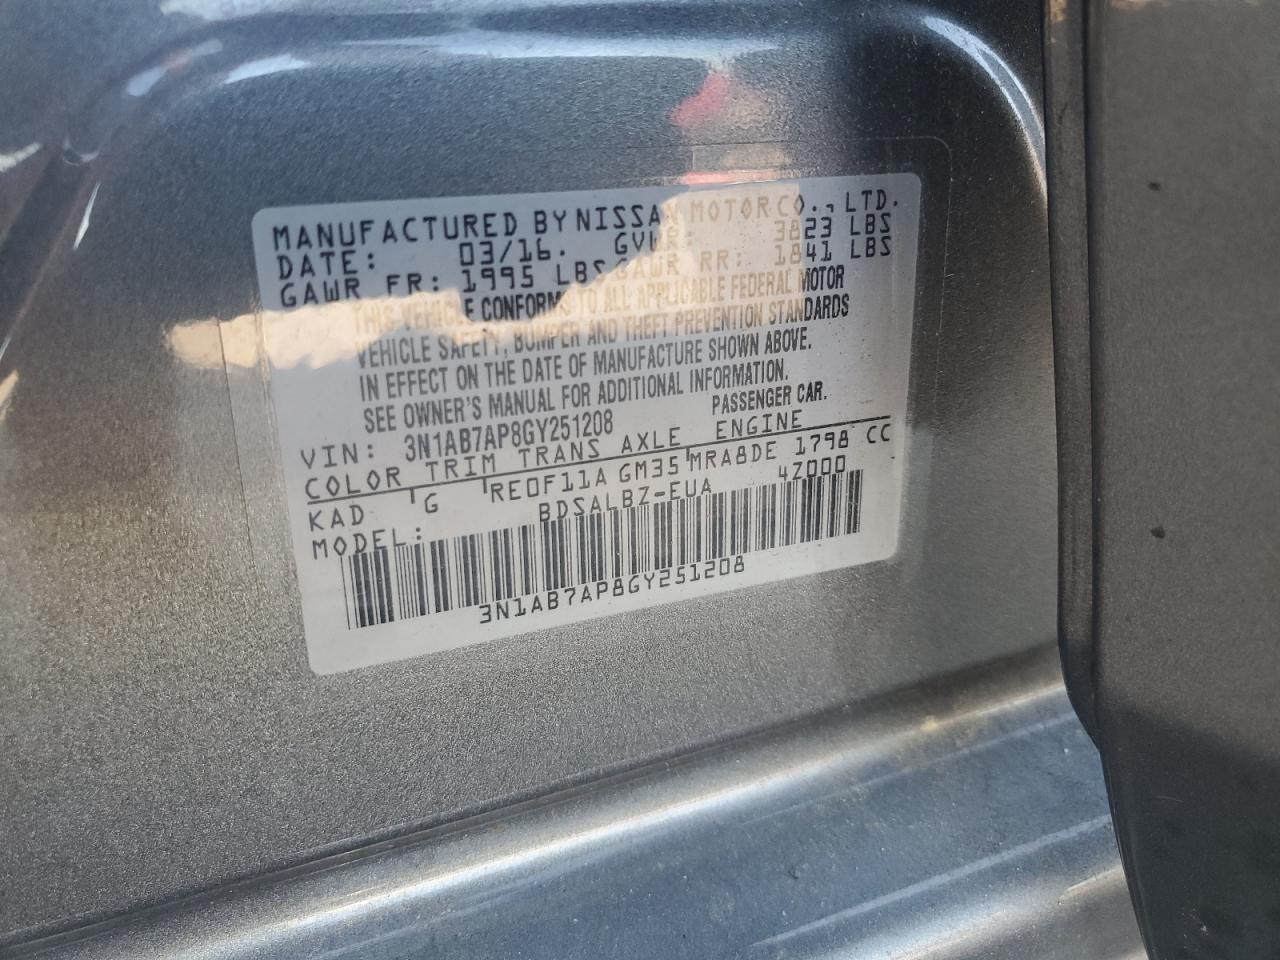 MANUFACTURED BY NISSAN MOTOR CO., LTD.
DATE: 03/16. GVWR: 3823 LBS
GAWR FR: 1995 LBS GAWR RR: 1841 LBS
THIS VEHICLE CONFORMS TO ALL APPLICABLE FEDERAL MOTOR
VEHICLE SAFETY, BUMPER AND THEFT PREVENTION STANDARDS
IN EFFECT ON THE DATE OF MANUFACTURE SHOWN ABOVE.
SEE OWNER'S MANUAL FOR ADDITIONAL INFORMATION.
VIN: 3N1AB7AP8GY251208 PASSENGER CAR.
COLOR TRIM TRANS AXLE ENGINE
KAD G RE0F11A GM35 MRA8DE 1798 CC
MODEL: BDSALBZ-EUA 4Z000
3N1AB7AP8GY251208